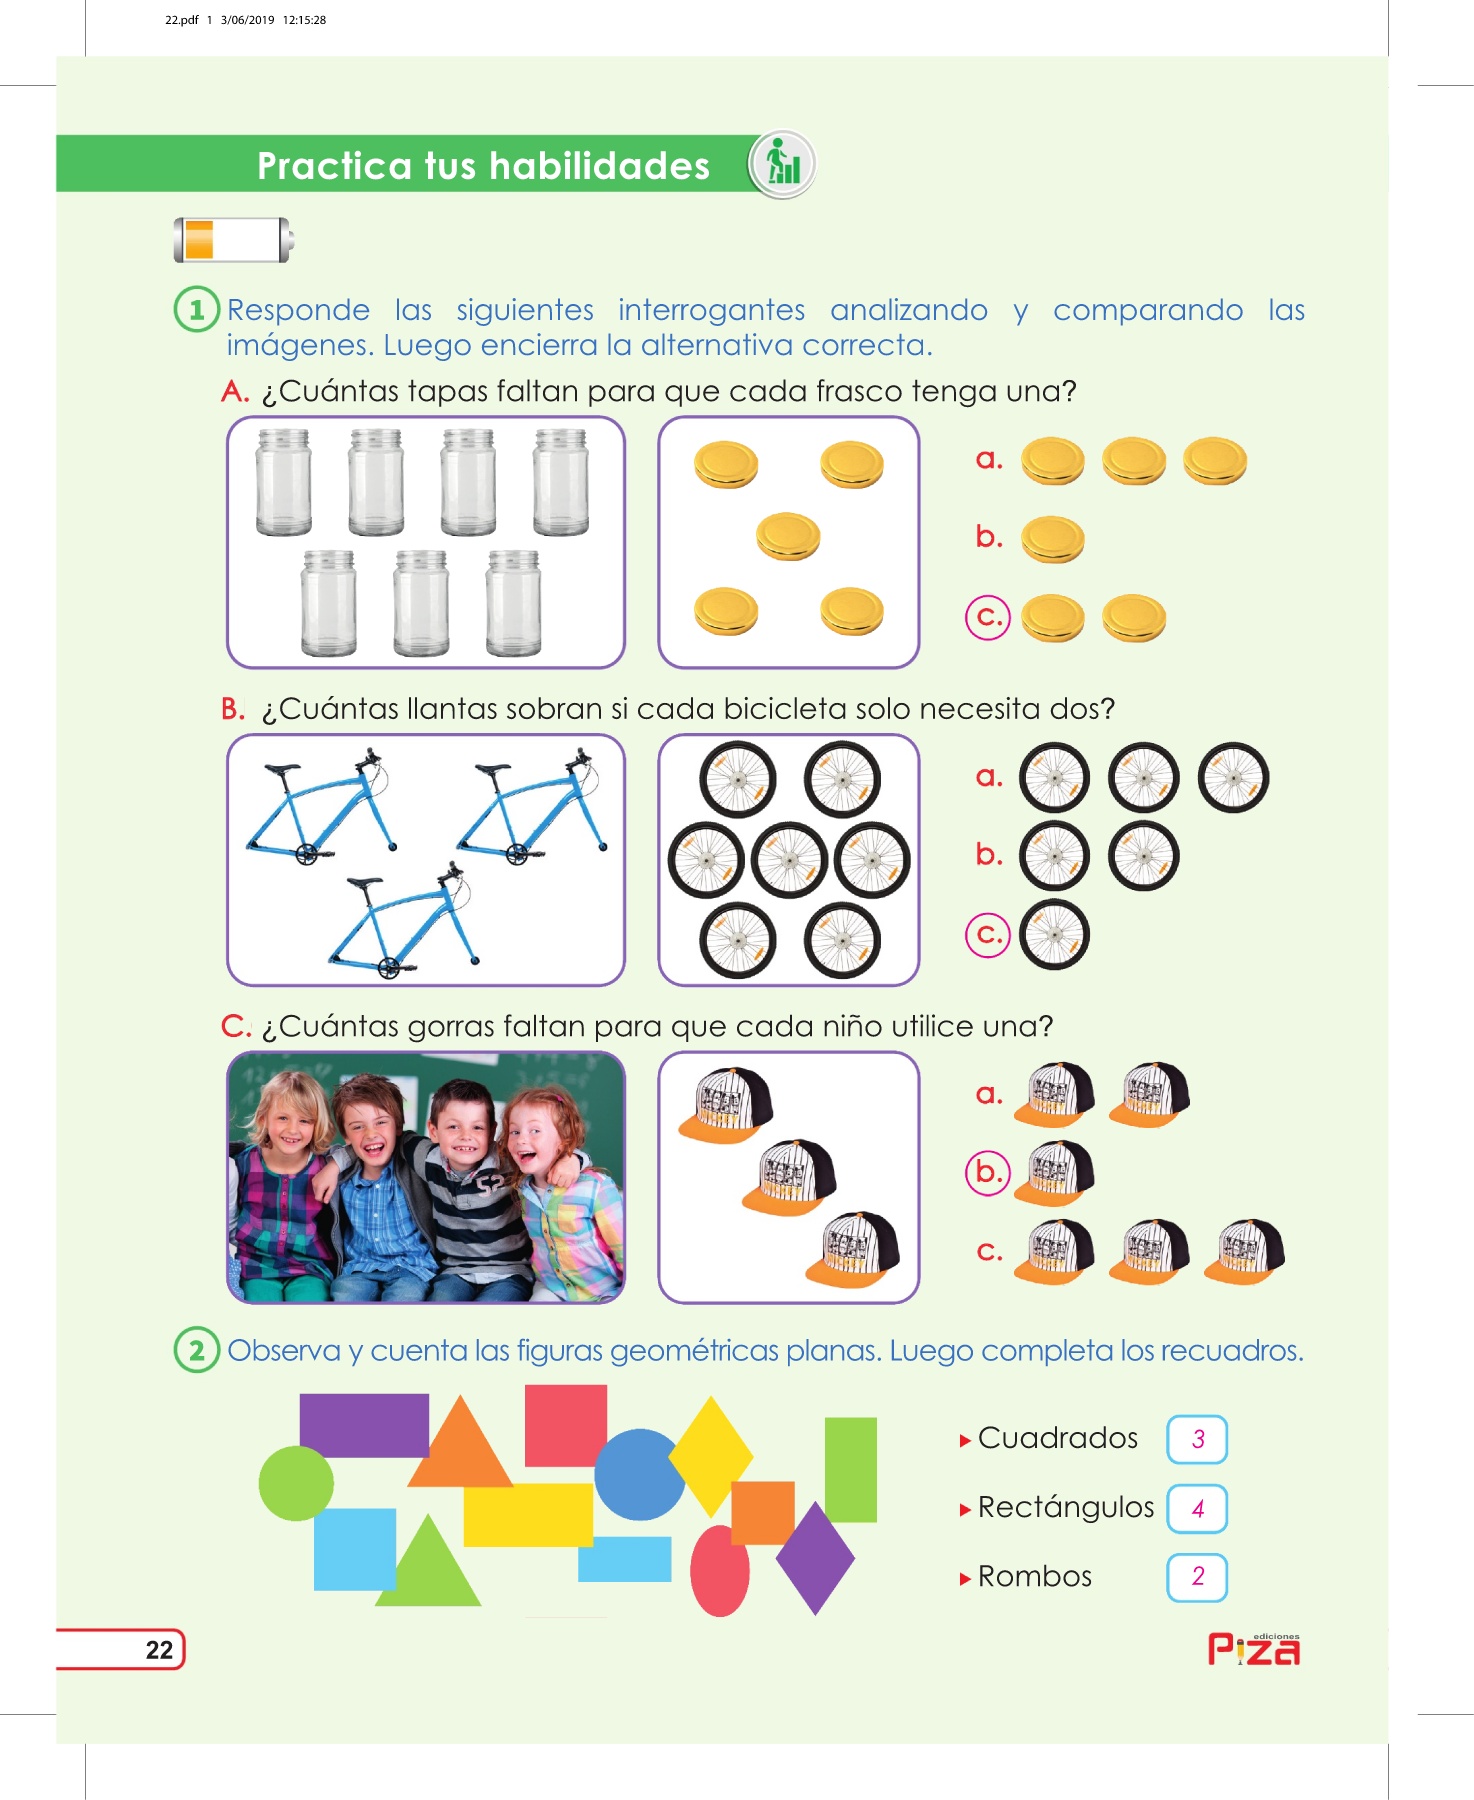 22.pdf 1 3/06/2019 12:15:28
Practica tus habilidades
1 Responde las siguientes interrogantes analizando y comparando las
imágenes. Luego encierra la alternativa correcta.
A. ¿Cuántas tapas faltan para que cada frasco tenga una?
a.
b.
c.
B. ¿Cuántas llantas sobran si cada bicicleta solo necesita dos?
a.
b.
c.
C. ¿Cuántas gorras faltan para que cada niño utilice una?
52
a.
b.
c.
2 Observa y cuenta las figuras geométricas planas. Luego completa los recuadros.
Cuadrados 3
Rectángulos 4
Rombos 2
22
ediciones
Piza